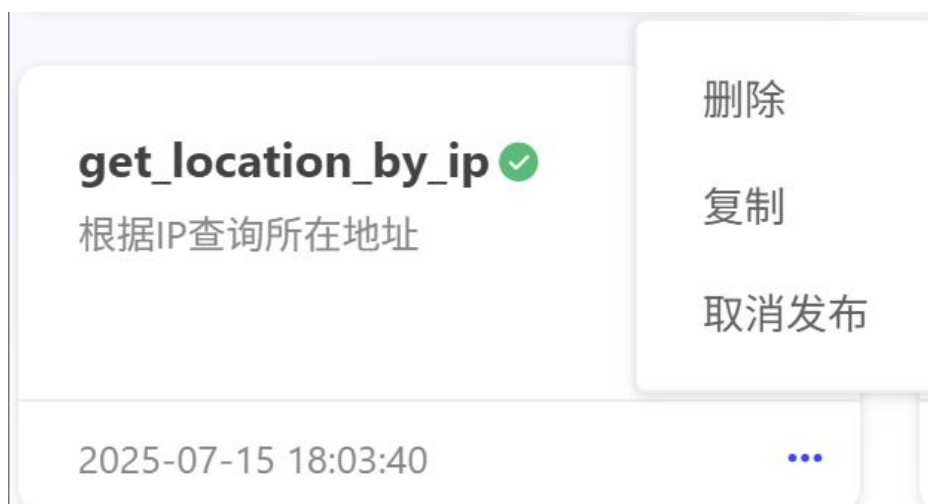 get_location_by_ip
根据IP查询所在地址
2025-07-15 18:03:40
删除
复制
取消发布